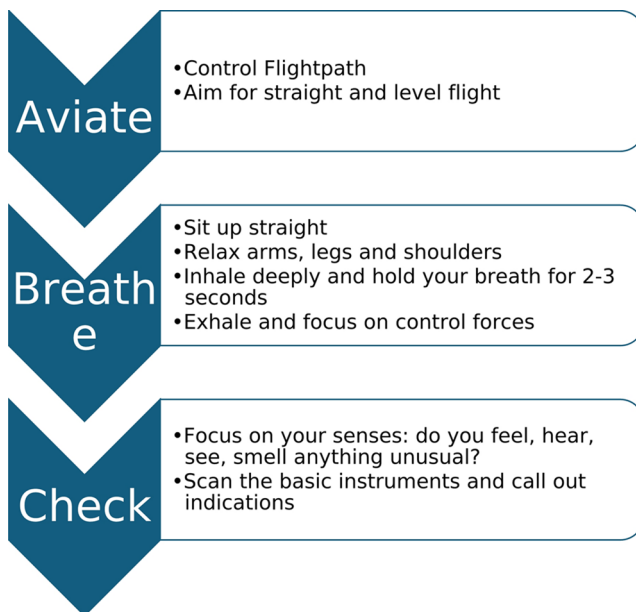 Aviate
•Control Flightpath
•Aim for straight and level flight
Breath
e
•Sit up straight
•Relax arms, legs and shoulders
•Inhale deeply and hold your breath for 2-3
seconds
•Exhale and focus on control forces
Check
•Focus on your senses: do you feel, hear,
see, smell anything unusual?
•Scan the basic instruments and call out
indications